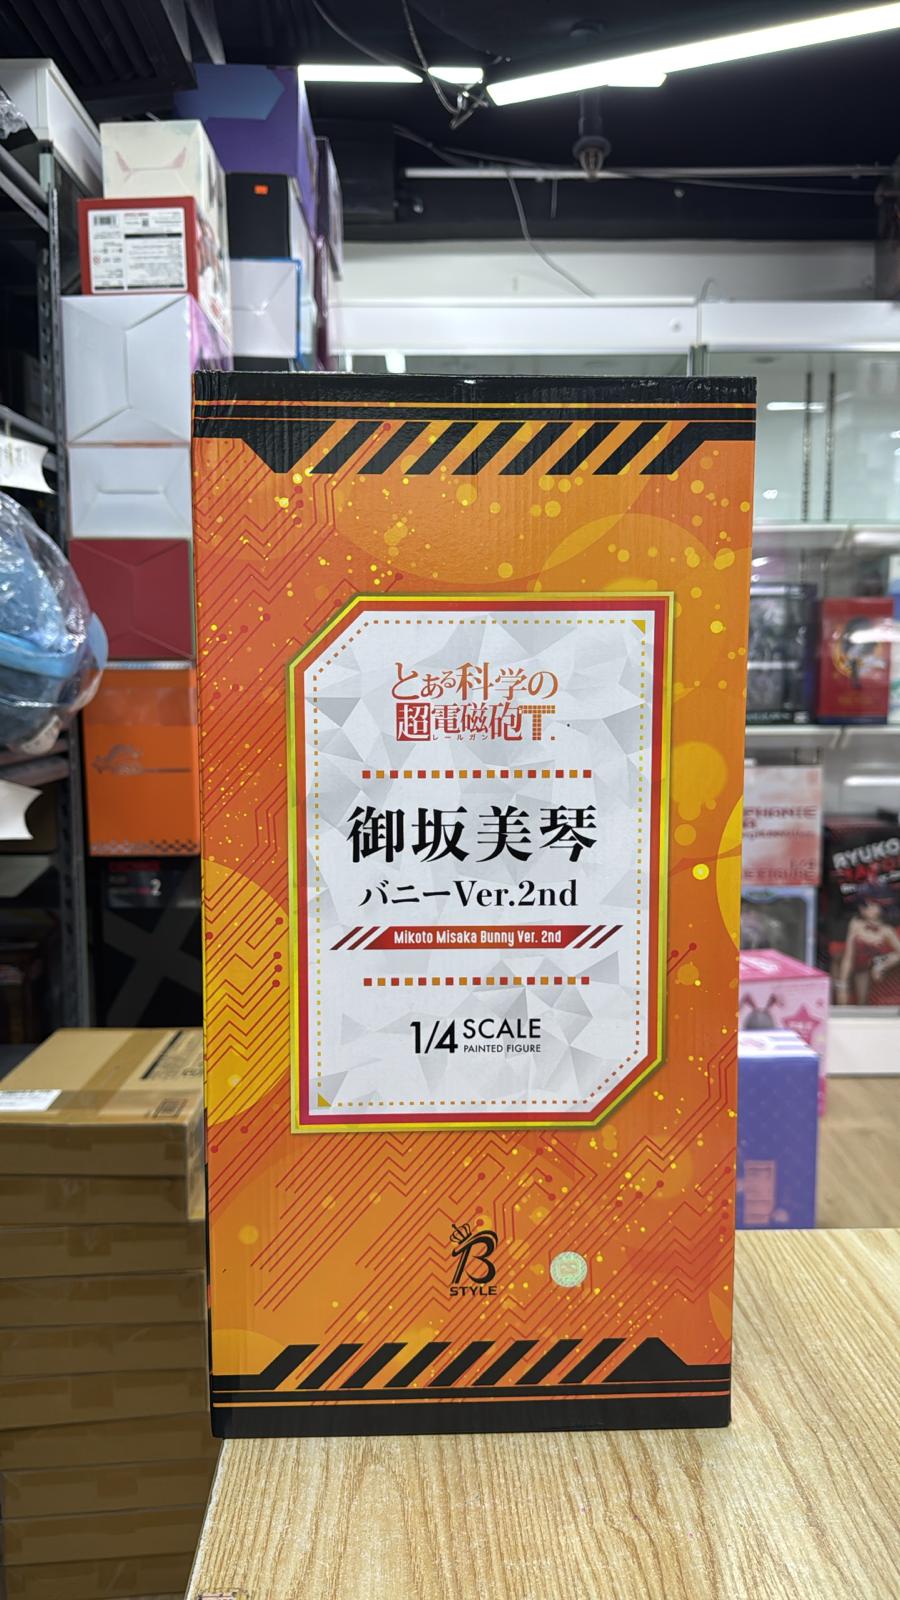 とある科学の
超電磁砲T.
レールガン
御坂美琴
バニーVer.2nd
Mikoto Misaka Bunny Ver. 2nd
1/4 SCALE
PAINTED FIGURE
B
STYLE
RYUKO
2